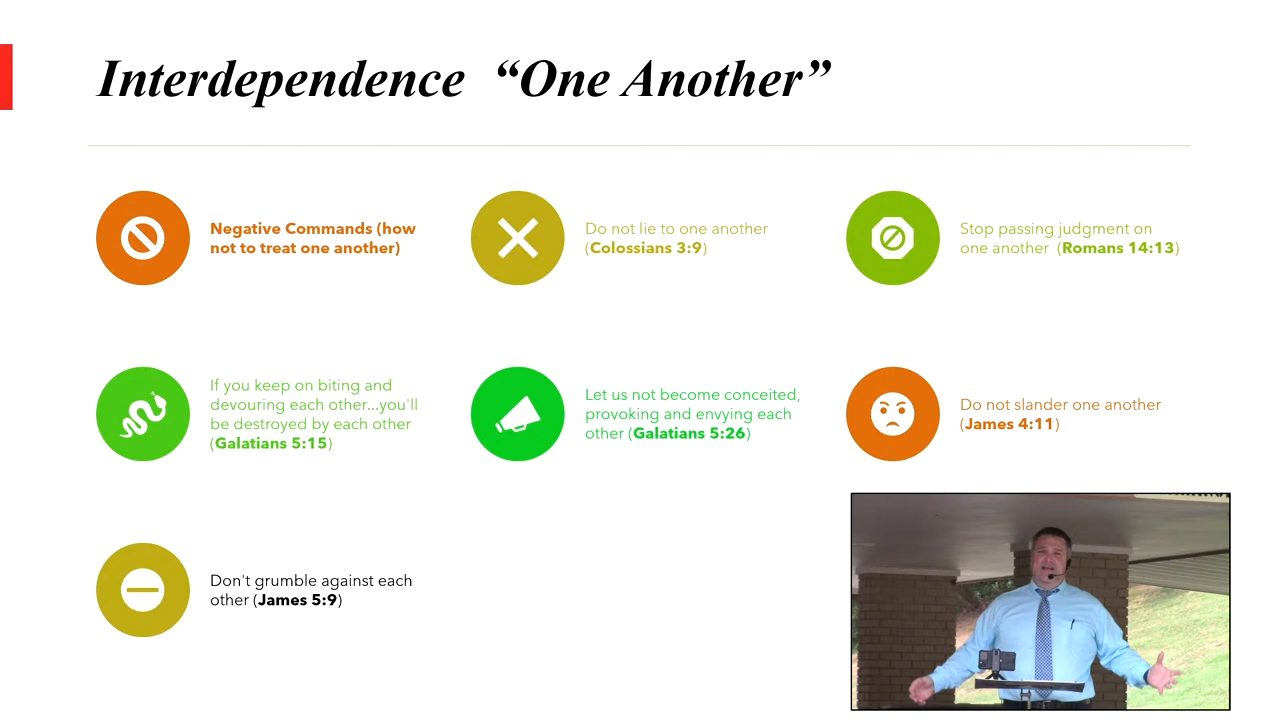 Interdependence “One Another”
Negative Commands (how
not to treat one another)
Do not lie to one another
(Colossians 3:9)
Stop passing judgment on
one another (Romans 14:13)
If you keep on biting and
devouring each other...you'll
be destroyed by each other
(Galatians 5:15)
Let us not become conceited,
provoking and envying each
other (Galatians 5:26)
Do not slander one another
(James 4:11)
Don't grumble against each
other (James 5:9)